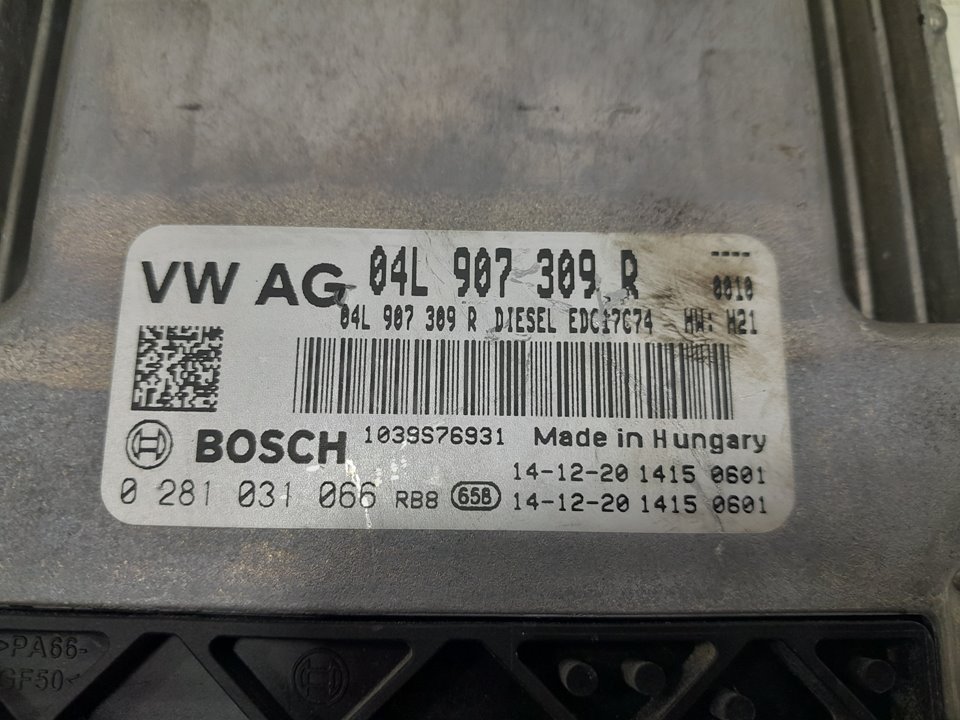 VW AG 04L 907 309 R ----
0010
04L 907 309 R DIESEL EDC17C74 HW: H21
BOSCH 1039S76931 Made in Hungary
14-12-20 1415 0601
0 281 031 066 RB8 658 14-12-20 1415 0601
>PA66-
GF50<